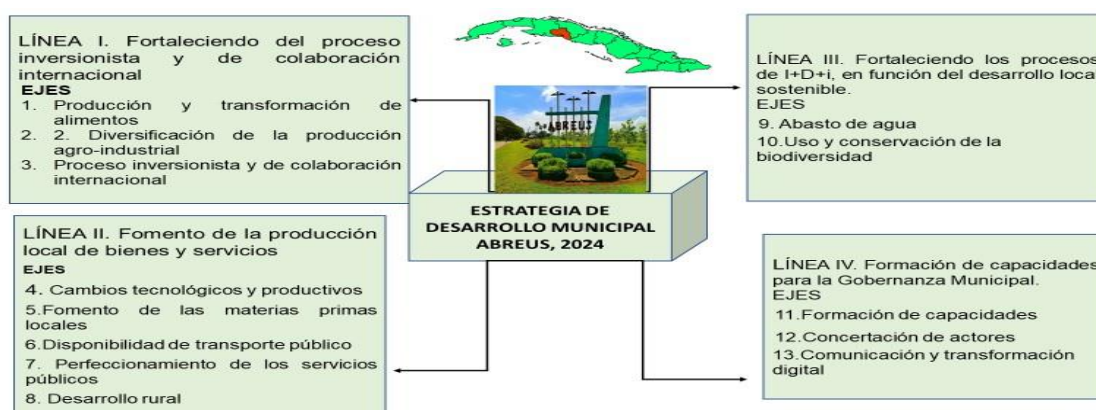 LÍNEA I. Fortaleciendo del proceso
inversionista y de colaboración
internacional
EJES
1. Producción y transformación de
alimentos
2. 2. Diversificación de la producción
agro-industrial
3. Proceso inversionista y de colaboración
internacional
LÍNEA II. Fomento de la producción
local de bienes y servicios
EJES
4. Cambios tecnológicos y productivos
5.Fomento de las materias primas
locales
6.Disponibilidad de transporte público
7. Perfeccionamiento de los servicios
públicos
8. Desarrollo rural
ABREUS
ESTRATEGIA DE
DESARROLLO MUNICIPAL
ABREUS, 2024
LÍNEA III. Fortaleciendo los procesos
de I+D+i, en función del desarrollo local
sostenible.
EJES
9. Abasto de agua
10.Uso y conservación de la
biodiversidad
LÍNEA IV. Formación de capacidades
para la Gobernanza Municipal.
EJES
11.Formación de capacidades
12.Concertación de actores
13.Comunicación y transformación
digital